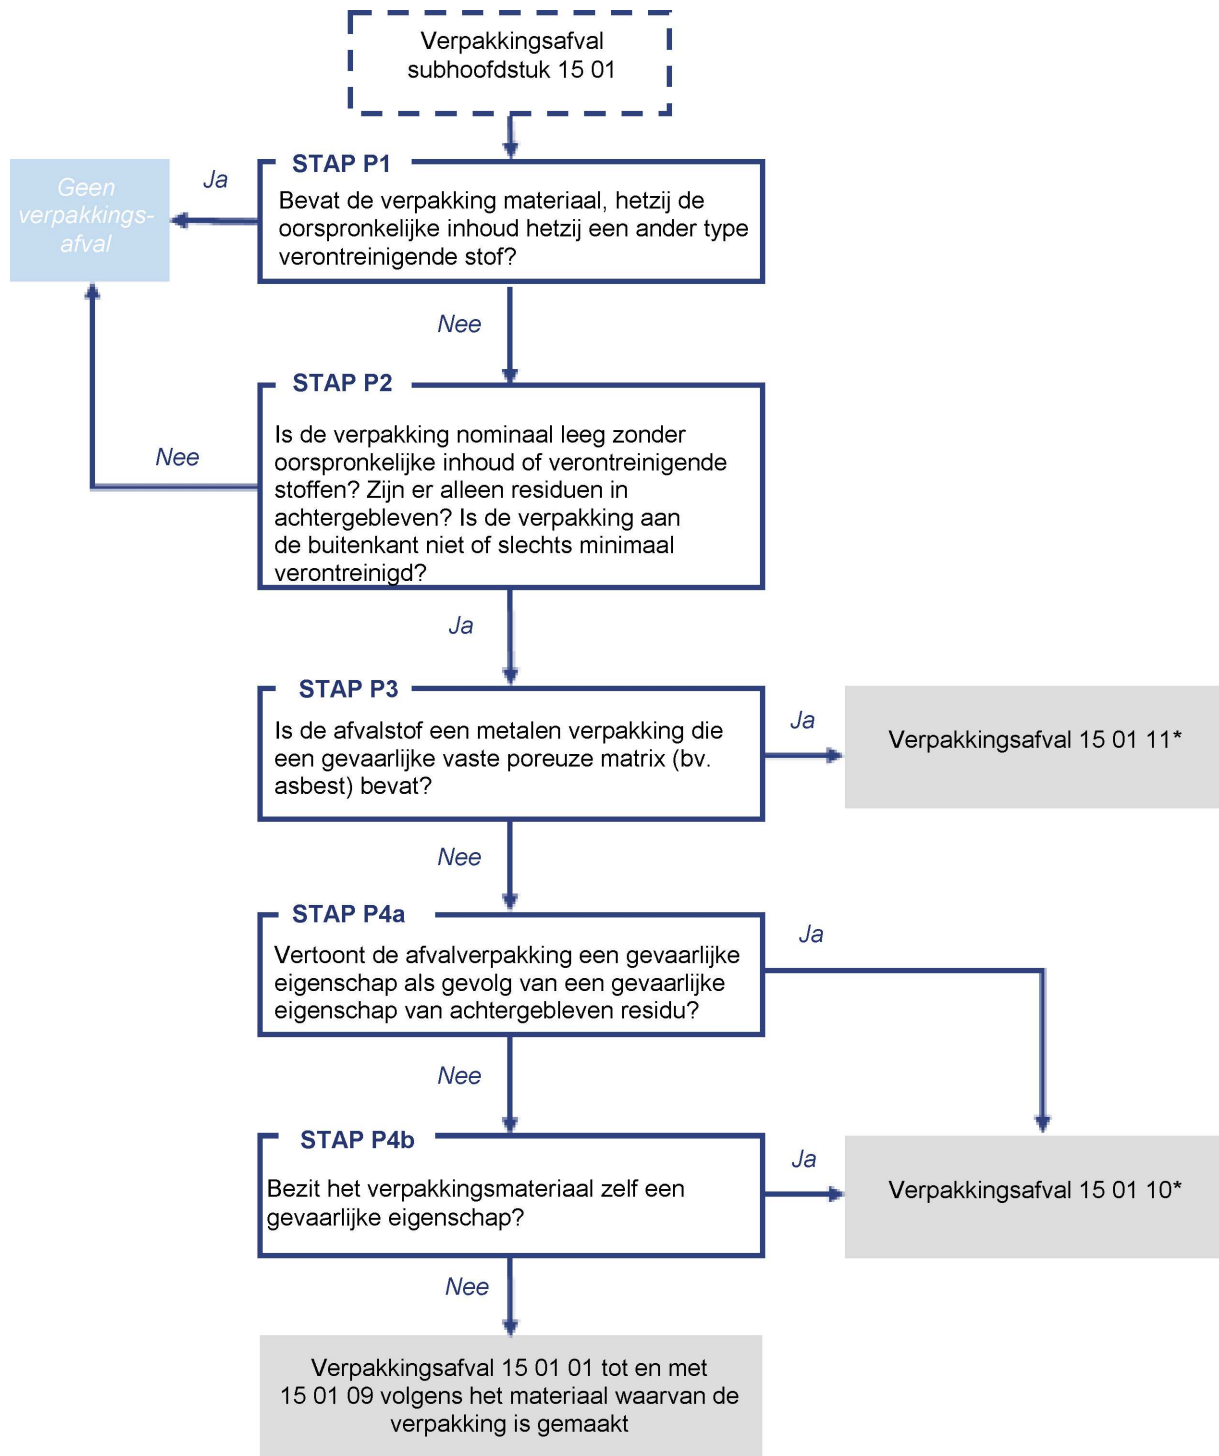 Verpakkingsafval
subhoofdstuk 15 01
STAP P1
Bevat de verpakking materiaal, hetzij de
oorspronkelijke inhoud hetzij een ander type
verontreinigende stof?
Ja
Geen
verpakkings-
afval
Nee
STAP P2
Is de verpakking nominaal leeg zonder
oorspronkelijke inhoud of verontreinigende
stoffen? Zijn er alleen residuen in
achtergebleven? Is de verpakking aan
de buitenkant niet of slechts minimaal
verontreinigd?
Nee
Ja
STAP P3
Is de afvalstof een metalen verpakking die
een gevaarlijke vaste poreuze matrix (bv.
asbest) bevat?
Ja
Verpakkingsafval 15 01 11*
Nee
STAP P4a
Vertoont de afvalverpakking een gevaarlijke
eigenschap als gevolg van een gevaarlijke
eigenschap van achtergebleven residu?
Ja
Nee
STAP P4b
Bezit het verpakkingsmateriaal zelf een
gevaarlijke eigenschap?
Ja
Verpakkingsafval 15 01 10*
Nee
Verpakkingsafval 15 01 01 tot en met
15 01 09 volgens het materiaal waarvan de
verpakking is gemaakt